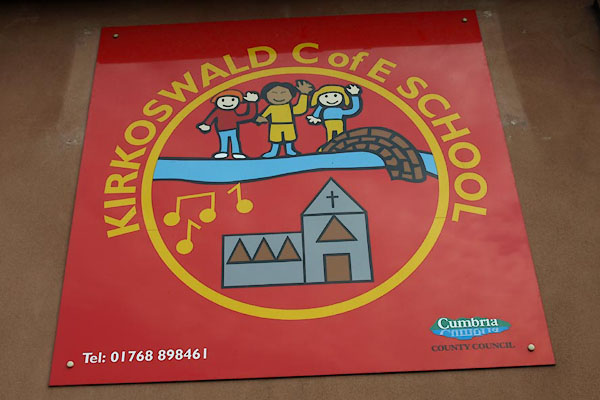 KIRKOSWALD C of E SCHOOL
Tel: 01768 898461
Cumbria
COUNTY COUNCIL